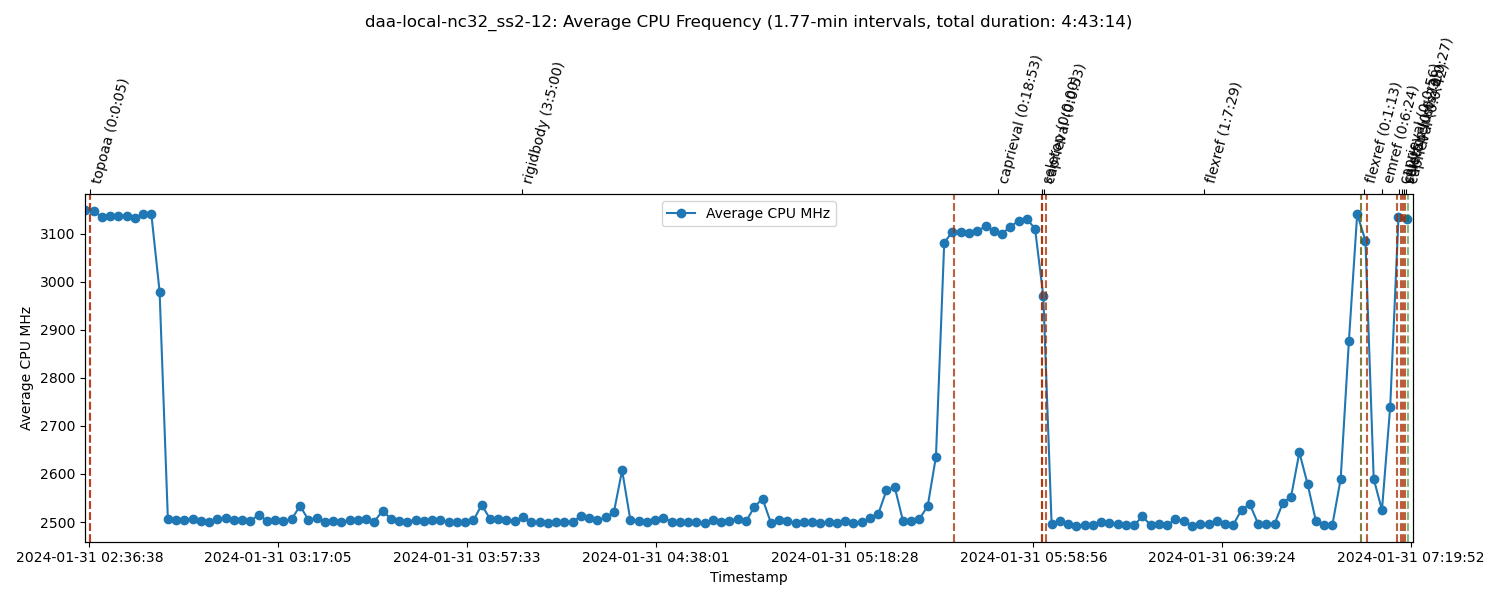 daa-local-nc32_ss2-12: Average CPU Frequency (1.77-min intervals, total duration: 4:43:14)
topoaa (0:0:05)
rigidbody (3:5:00)
caprieval (0:18:53)
caprieval (0:0:53)
flexref (1:7:29)
flexref (0:1:13)
emref (0:6:24)
Average CPU MHz
3100
3000
2900
2800
2700
2600
2500
Average CPU MHz
2024-01-31 02:36:38
2024-01-31 03:17:05
2024-01-31 03:57:33
2024-01-31 04:38:01
2024-01-31 05:18:28
2024-01-31 05:58:56
2024-01-31 06:39:24
2024-01-31 07:19:52
Timestamp